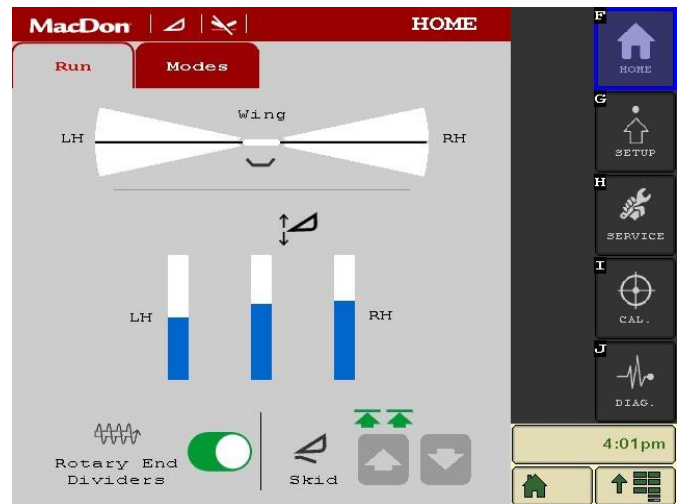 MacDon
HOME
Run
Modes
Wing
LH
RH
LH
RH
Rotary End
Dividers
Skid
F
HOME
G
SETUP
H
SERVICE
I
CAL.
J
DIAG.
4:01pm